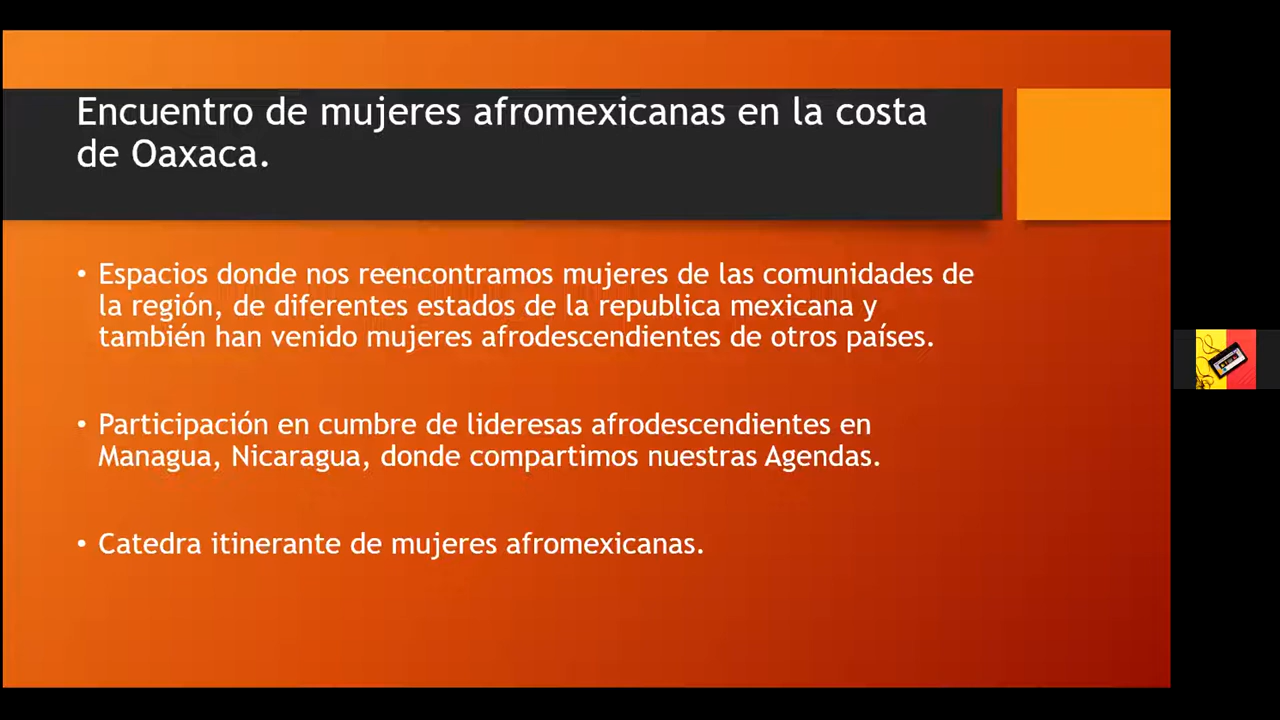 Encuentro de mujeres afromexicanas en la costa
de Oaxaca.
• Espacios donde nos reencontramos mujeres de las comunidades de
la región, de diferentes estados de la republica mexicana y
también han venido mujeres afrodescendientes de otros países.
• Participación en cumbre de lideresas afrodescendientes en
Managua, Nicaragua, donde compartimos nuestras Agendas.
• Catedra itinerante de mujeres afromexicanas.